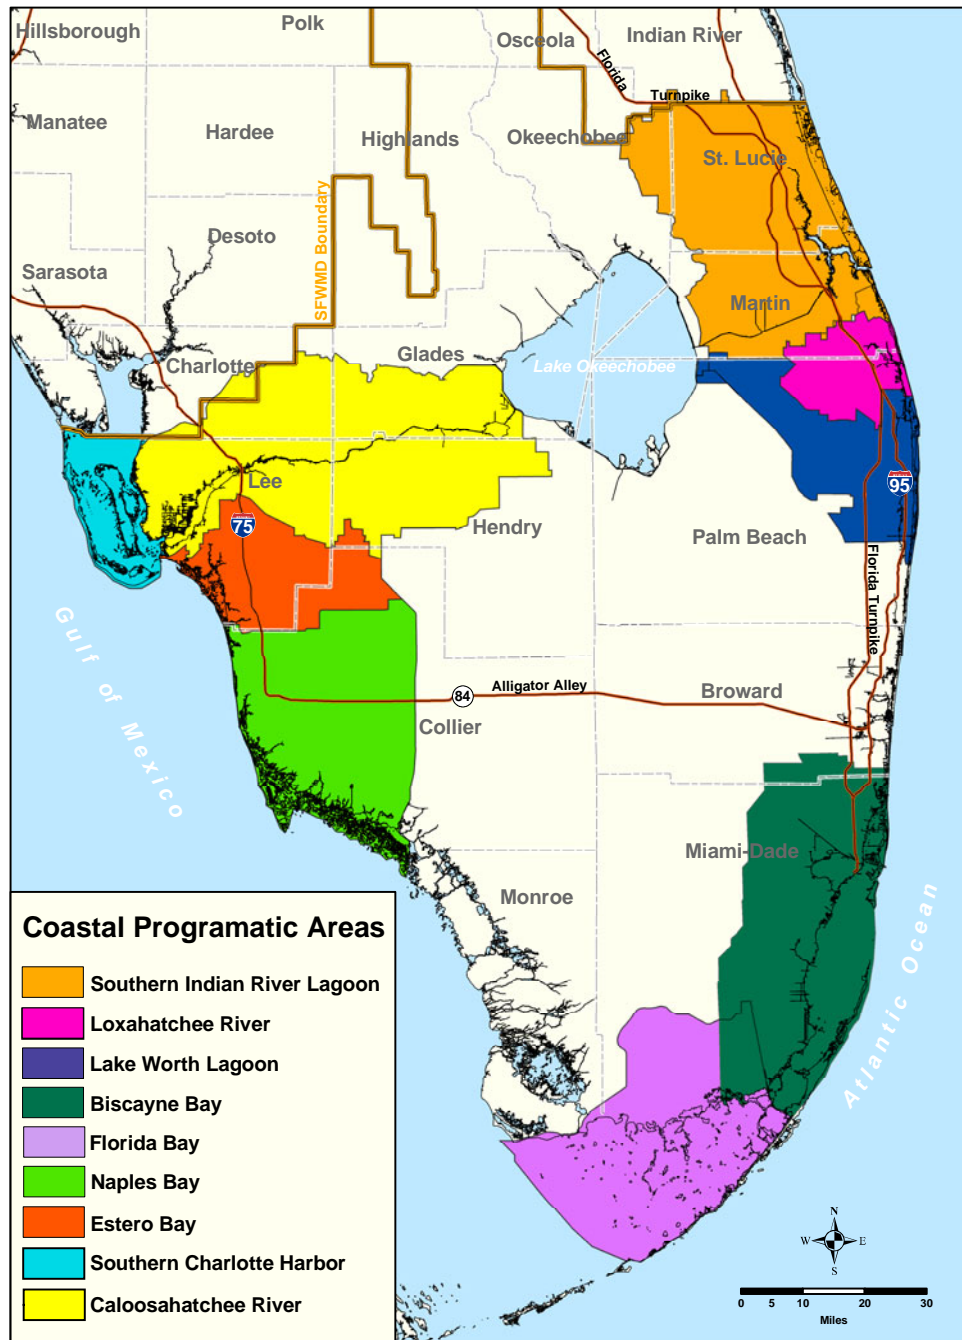 Hillsborough
Polk
Osceola
Indian River
Florida
Turnpike
Manatee
Hardee
Highlands
Okeechobee
St. Lucie
SFWMD Boundary
Desoto
Sarasota
Martin
Charlotte
Glades
Lake Okeechobee
Lee
75
Hendry
95
Palm Beach
Florida Turnpike
Gulf of Mexico
84
Alligator Alley
Broward
Collier
Miami-Dade
Monroe
Atlantic Ocean
Coastal Programatic Areas
Southern Indian River Lagoon
Loxahatchee River
Lake Worth Lagoon
Biscayne Bay
Florida Bay
Naples Bay
Estero Bay
Southern Charlotte Harbor
Caloosahatchee River
N
W E
S
0 5 10 20 30
Miles